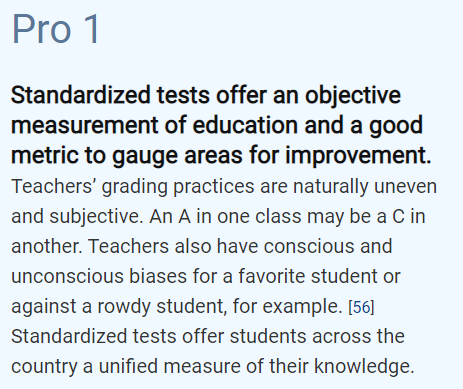 Pro 1
Standardized tests offer an objective
measurement of education and a good
metric to gauge areas for improvement.
Teachers’ grading practices are naturally uneven
and subjective. An A in one class may be a C in
another. Teachers also have conscious and
unconscious biases for a favorite student or
against a rowdy student, for example. [56]
Standardized tests offer students across the
country a unified measure of their knowledge.